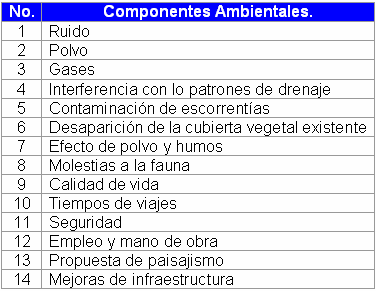 No. Componentes Ambientales.
1 Ruido
2 Polvo
3 Gases
4 Interferencia con lo patrones de drenaje
5 Contaminación de escorrentías
6 Desaparición de la cubierta vegetal existente
7 Efecto de polvo y humos
8 Molestias a la fauna
9 Calidad de vida
10 Tiempos de viajes
11 Seguridad
12 Empleo y mano de obra
13 Propuesta de paisajismo
14 Mejoras de infraestructura